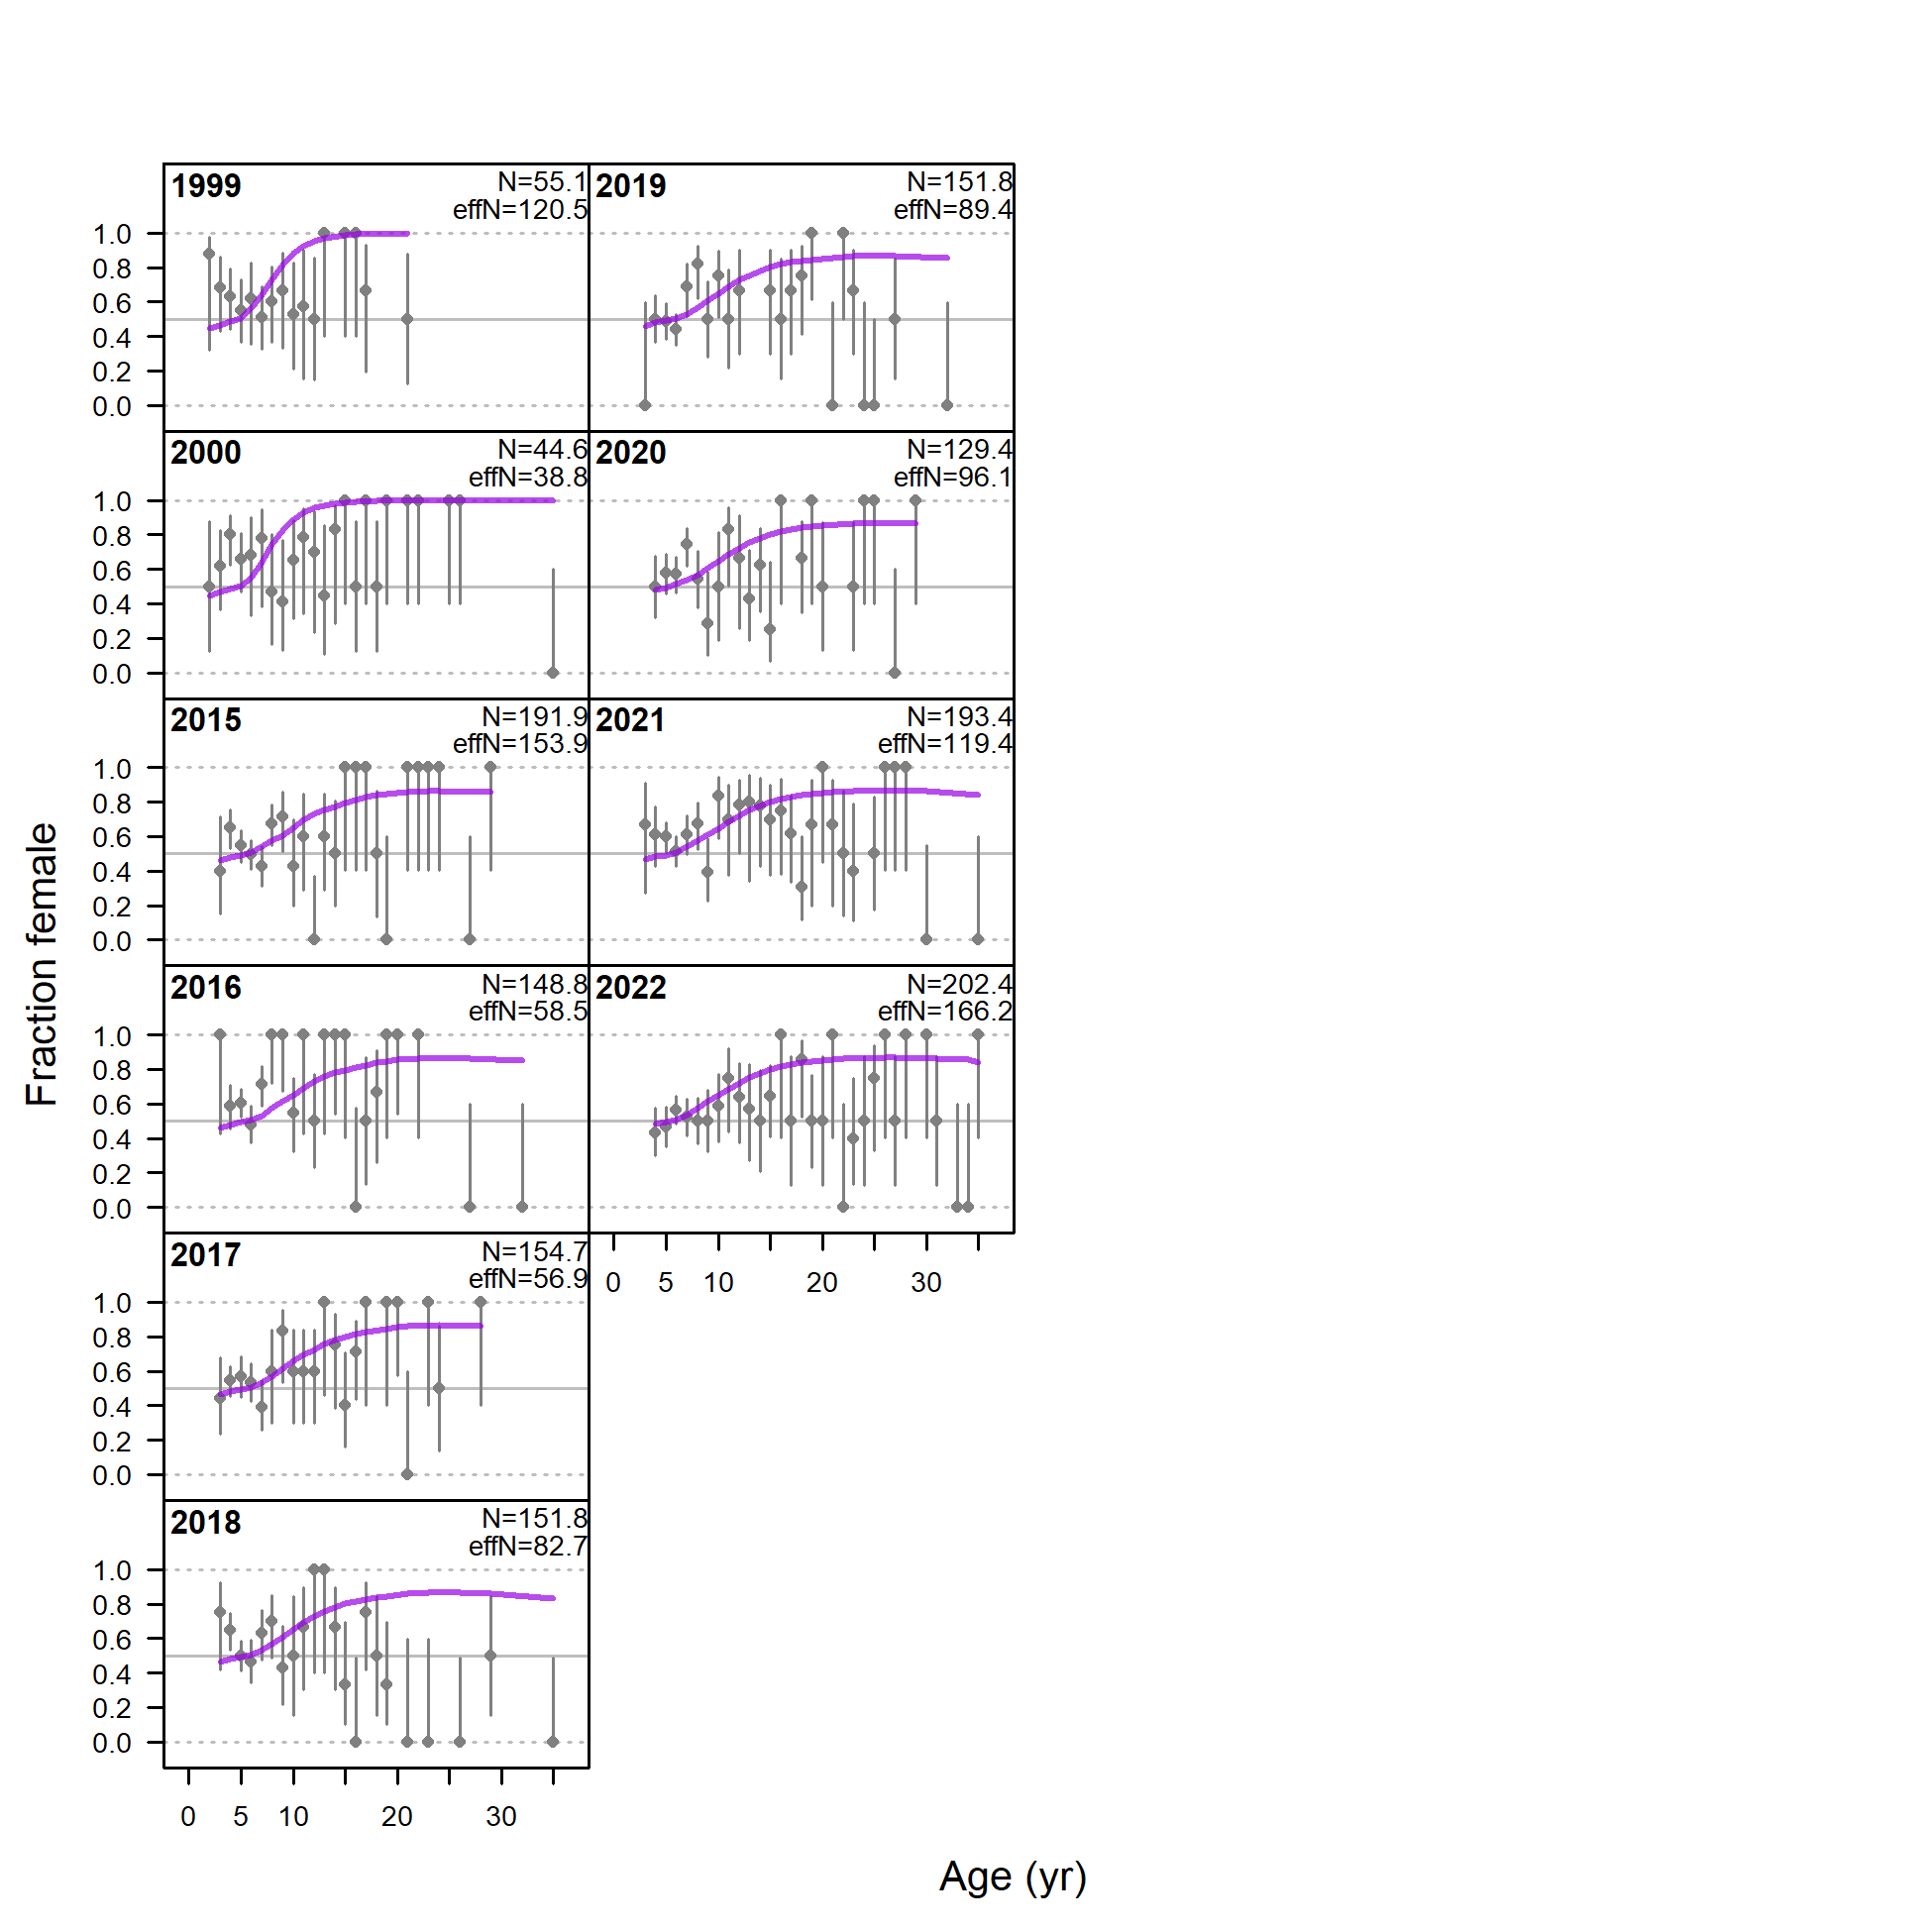 1999
N=55.1
effN=120.5
1.0
0.8
0.6
0.4
0.2
0.0
2000
N=44.6
effN=38.8
1.0
0.8
0.6
0.4
0.2
0.0
2015
N=191.9
effN=153.9
1.0
0.8
0.6
0.4
0.2
0.0
2016
N=148.8
effN=58.5
1.0
0.8
0.6
0.4
0.2
0.0
2017
N=154.7
effN=56.9
1.0
0.8
0.6
0.4
0.2
0.0
2018
N=151.8
effN=82.7
1.0
0.8
0.6
0.4
0.2
0.0
0 5 10 20 30
2019
N=151.8
effN=89.4
2020
N=129.4
effN=96.1
2021
N=193.4
effN=119.4
2022
N=202.4
effN=166.2
0 5 10 20 30
Fraction female
Age (yr)